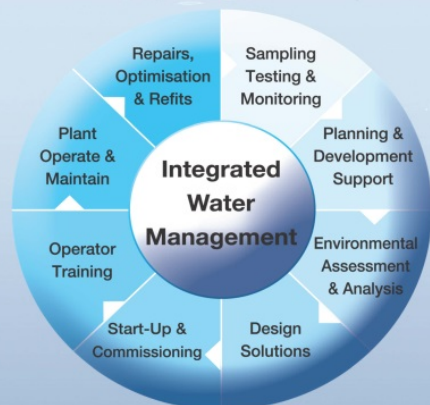 Integrated
Water
Management
Sampling
Testing &
Monitoring
Planning &
Development
Support
Environmental
Assessment
& Analysis
Design
Solutions
Start-Up &
Commissioning
Operator
Training
Plant
Operate &
Maintain
Repairs,
Optimisation
& Refits